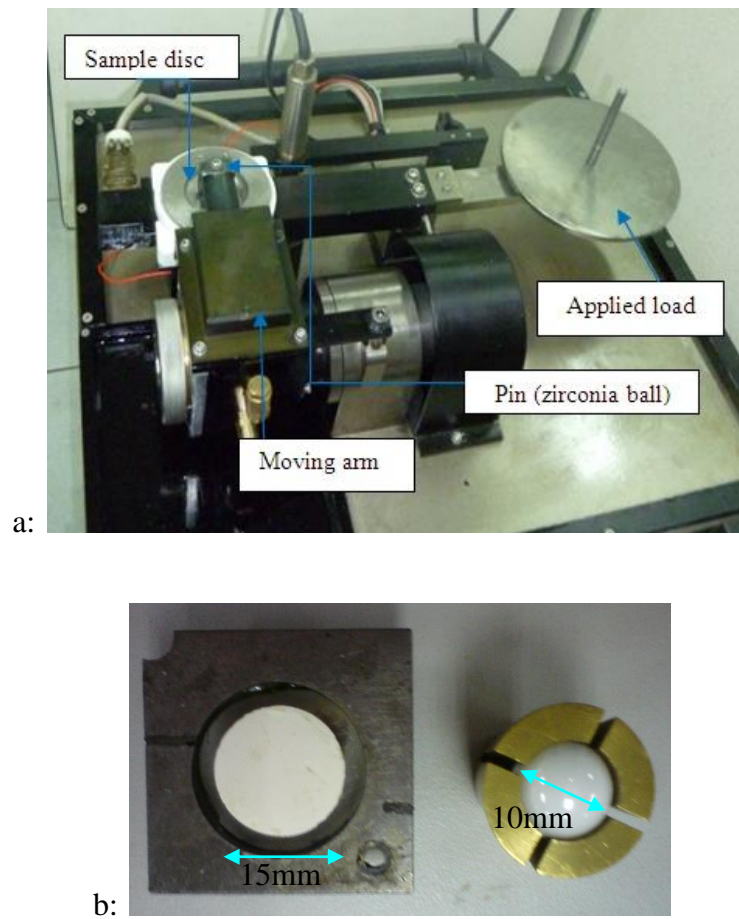 Sample disc
Applied load
Pin (zirconia ball)
Moving arm
a:
10mm
15mm
b: